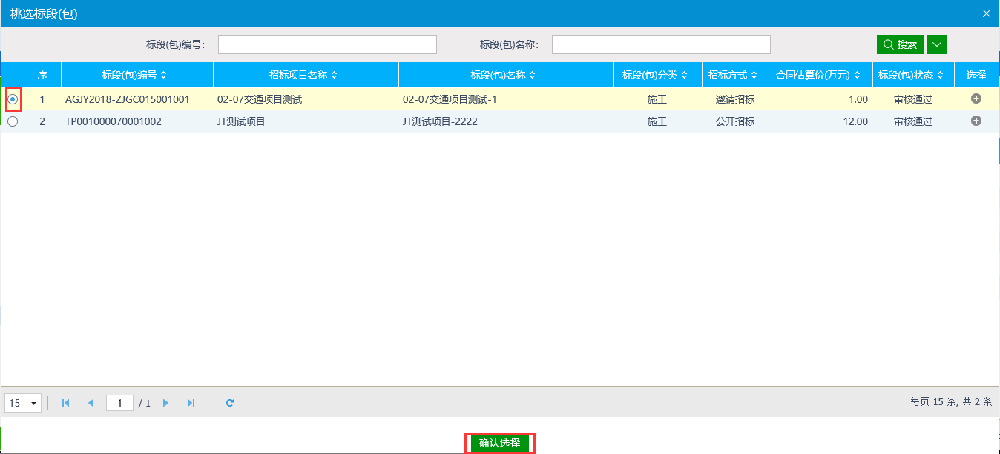 挑选标段(包)
标段(包)编号: 标段(包)名称: 搜索
序 标段(包)编号 招标项目名称 标段(包)名称 标段(包)分类 招标方式 合同估算价(万元) 标段(包)状态 选择
1 AGJY2018-ZJGC015001001 02-07交通项目测试 02-07交通项目测试-1 施工 邀请招标 1.00 审核通过
2 TP001000070001002 JT测试项目 JT测试项目-2222 施工 公开招标 12.00 审核通过
15 1 / 1 每页 15 条, 共 2 条
确认选择